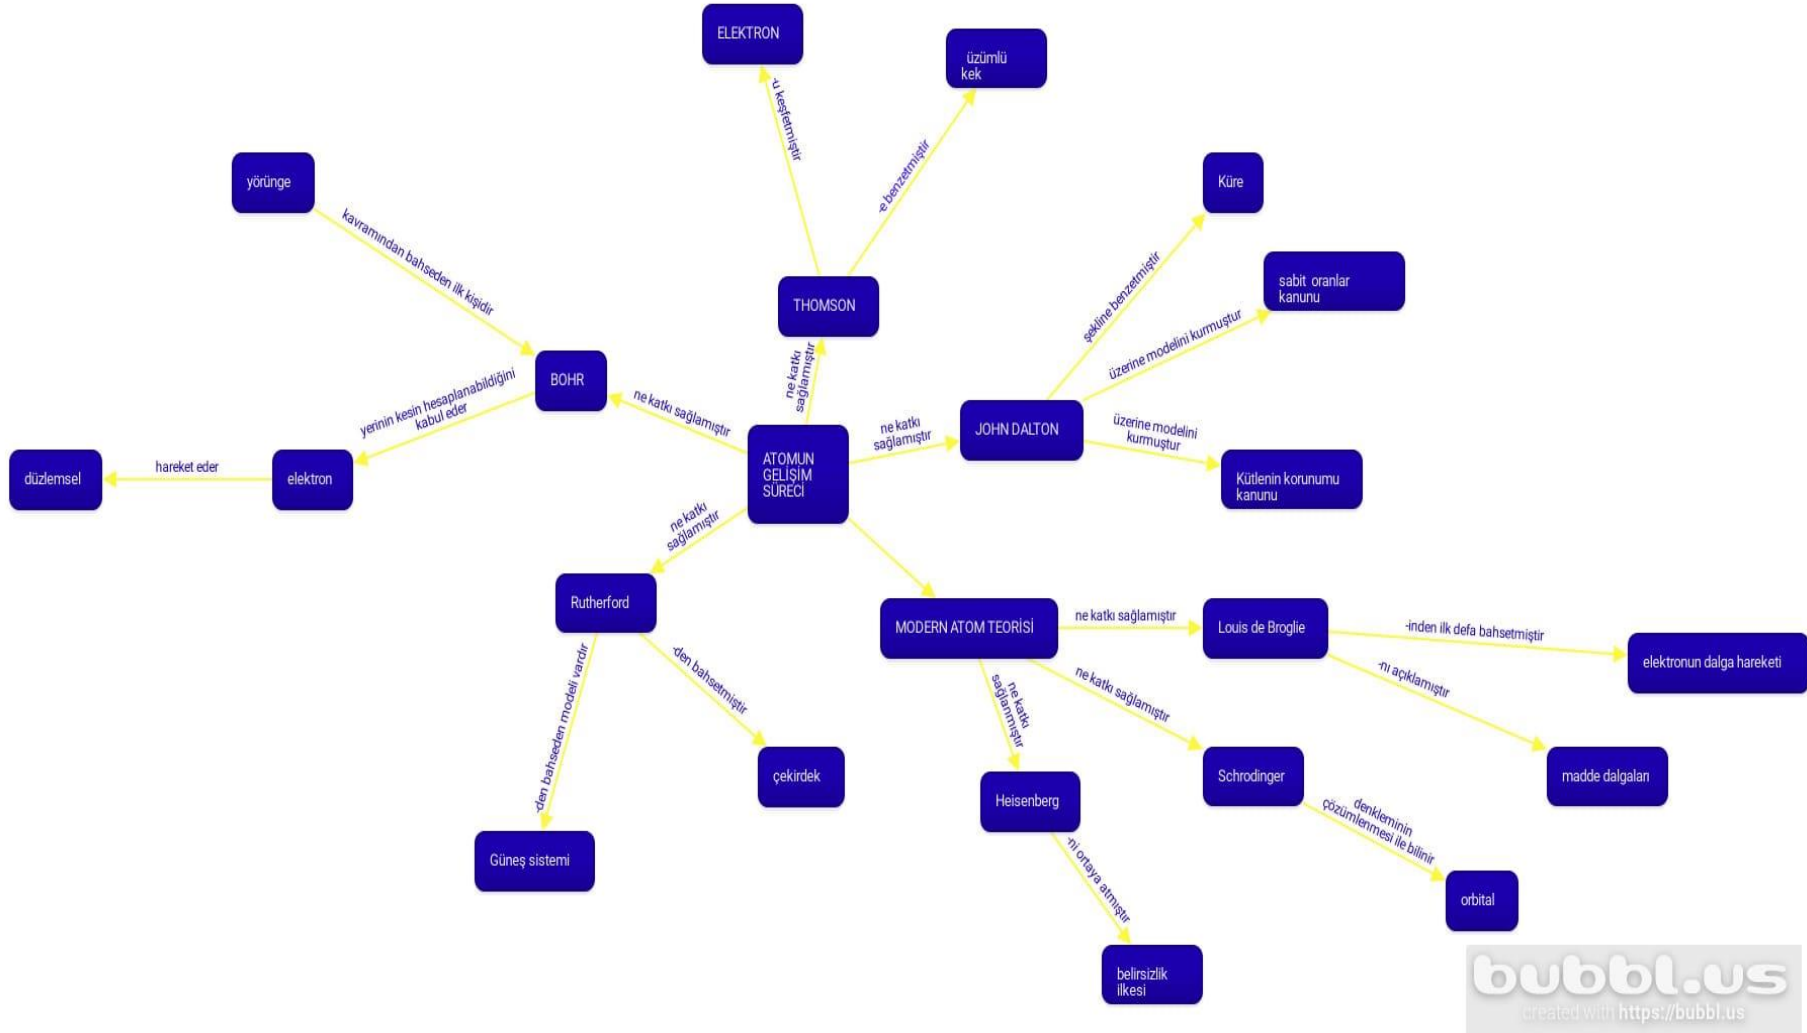 ELEKTRON
üzümlü
kek
-u keşfetmiştir
-e benzetmiştir
yörünge
Küre
kavramından bahseden ilk kişidir
şekline benzetmiştir
sabit oranlar
kanunu
THOMSON
üzerine modelini kurmuştur
ne katkı
sağlamıştır
BOHR
yerinin kesin hesaplanabildiğini
kabul eder
ne katkı sağlamıştır
ne katkı
sağlamıştır
JOHN DALTON
üzerine modelini
kurmuştur
düzlemsel
hareket eder
elektron
ATOMUN
GELİŞİM
SÜRECİ
Kütlenin korunumu
kanunu
ne katkı
sağlamıştır
Rutherford
MODERN ATOM TEORİSİ
ne katkı sağlamıştır
Louis de Broglie
-inden ilk defa bahsetmiştir
elektronun dalga hareketi
-den bahseden modeli vardır
-den bahsetmiştir
ne katkı
sağlanmıştır
ne katkı sağlamıştır
-nı açıklamıştır
çekirdek
Heisenberg
Schrodinger
madde dalgaları
Güneş sistemi
denkleminin
çözümlenmesi ile bilinir
-ni ortaya atmıştır
orbital
belirsizlik
ilkesi
bubbl.us
created with https://bubbl.us